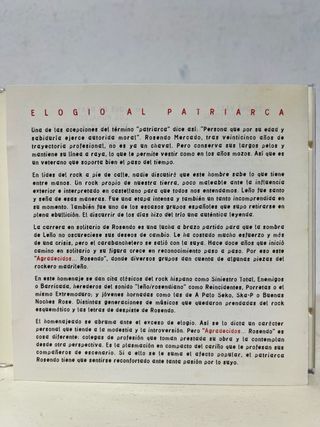 ELOGIO AL PATRIARCA
Una de las acepciones del término "patriarca" dice así: "Persona que por su edad y
sabiduría ejerce autoridad moral". Rosendo Mercado, tras veinticinco años de
trayectoria profesional, no es ya un chaval. Pero conserva sus largos pelos y
mantiene su línea a raya, lo que le permite vestir como en los años mozos. Así que es
un veterano que soporta bien el paso del tiempo.
En lides del rock a pie de calle, nadie discutirá que este hombre sabe lo que tiene
entre manos. Un rock propio de nuestra tierra, poco maleable ante la influencia
exterior e interpretado en castellano para que todos nos entendamos. Leño fue santo
y seña de esas maneras. Fue una etapa intensa y también un tanto incomprendida en
su momento. También fue uno de los escasos grupos españoles que supo retirarse en
plena ebullición. El discurrir de los días hizo del trío una auténtica leyenda.
La carrera en solitario de Rosendo es una lucha a brazo partido para que la sombra
de Leño no oscureciese sus deseos de cambio. Le ha costado mucho esfuerzo y más
de una crisis, pero el carabanchelero se salió con la suya. Hace doce años que inició
camino en solitario y su figura crece en reconocimiento paso a paso. Por eso este
"Agradecidos... Rosendo", donde diversos grupos dan cuenta de algunas piezas del
rockero madrileño.
En este homenaje se dan cita clásicos del rock hispano como Siniestro Total, Enemigos
o Barricada, herederos del sonido "leño/rosendiano" como Reincidentes, Porretas o el
mismo Extremoduro, y jóvenes hornadas como las de A Pato Seko, Ska-P o Buenas
Noches Rose. Distintas generaciones de músicos que quedaron prendadas del rock
esquemático y las letras de despiste de Rosendo.
El homenajeado se abruma ante el exceso de elogio. Así se lo dicta un carácter
personal que tiende a la modestia y la introversión. Pero "Agradecidos... Rosendo" es
cosa diferente: colegas de profesión que toman prestada su obra y la contemplan
desde otra perspectiva. Es la plasmación en compacto del cariño que le profesan sus
compañeros de escenario. Si a ello se le suma el afecto popular, el patriarca
Rosendo tiene que sentirse reconfortado ante tanta pasión por lo suyo.